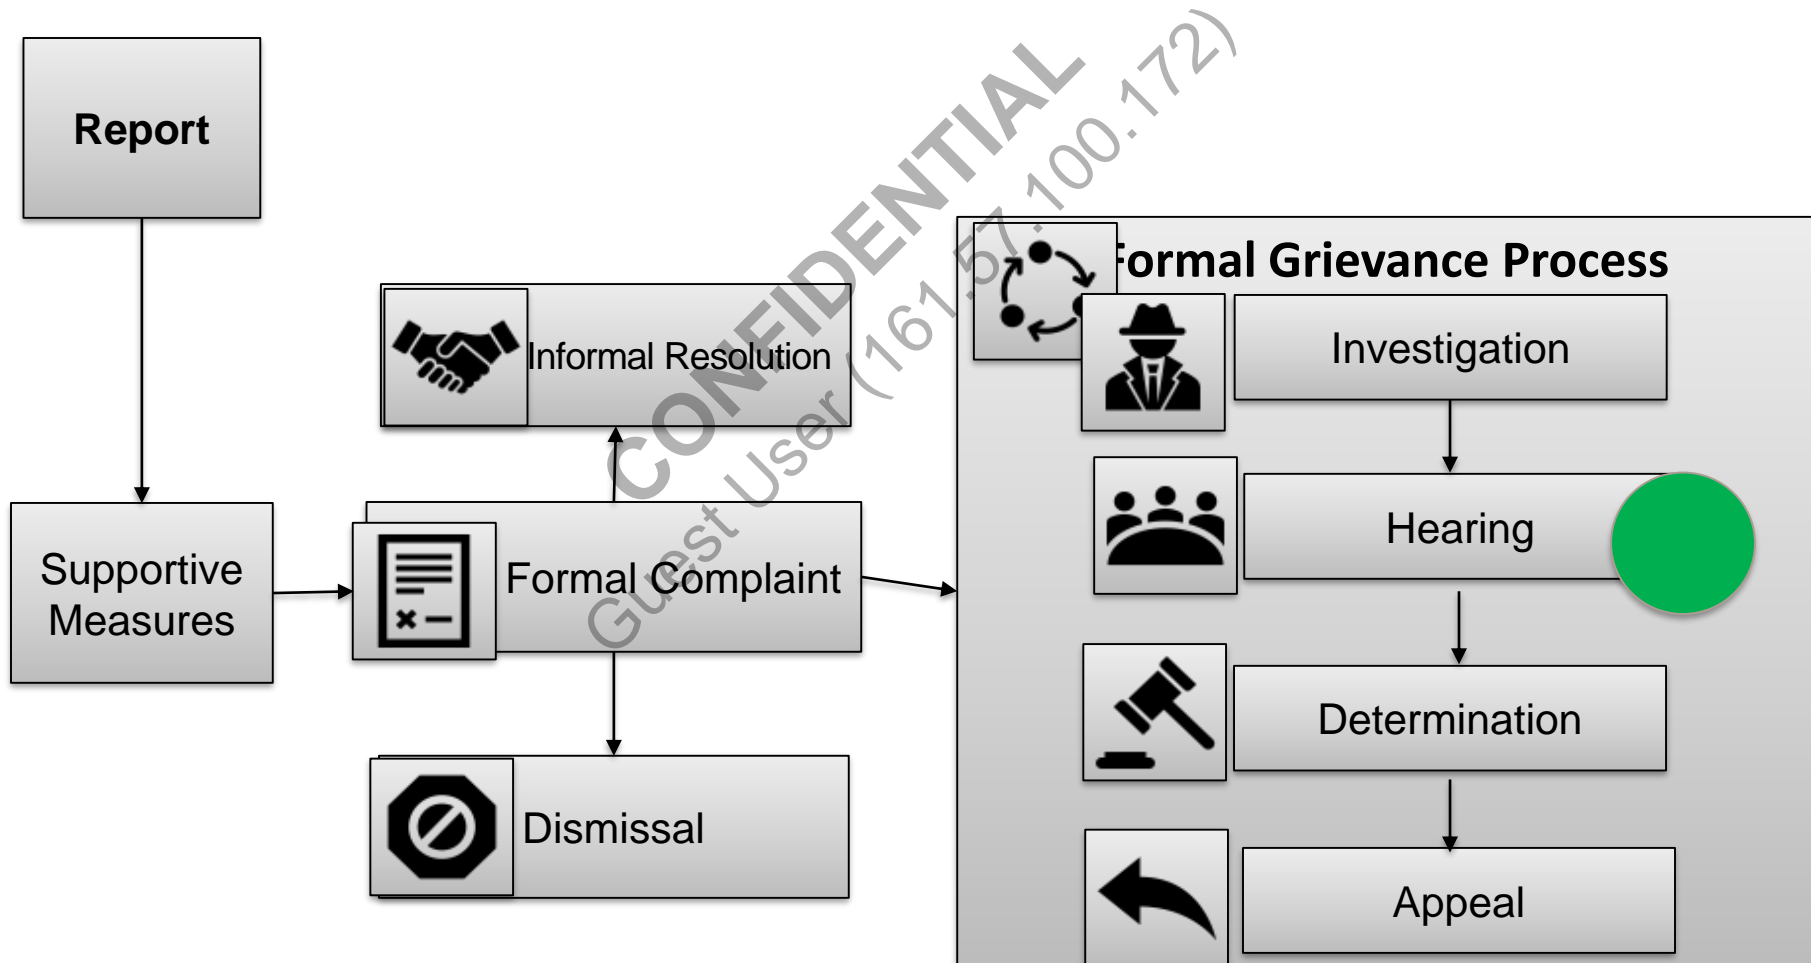 Report
CONFIDENTIAL
Guest User (161.57.100.172)
Formal Grievance Process
Informal Resolution
Investigation
Hearing
Supportive
Measures
Formal Complaint
Determination
Dismissal
Appeal